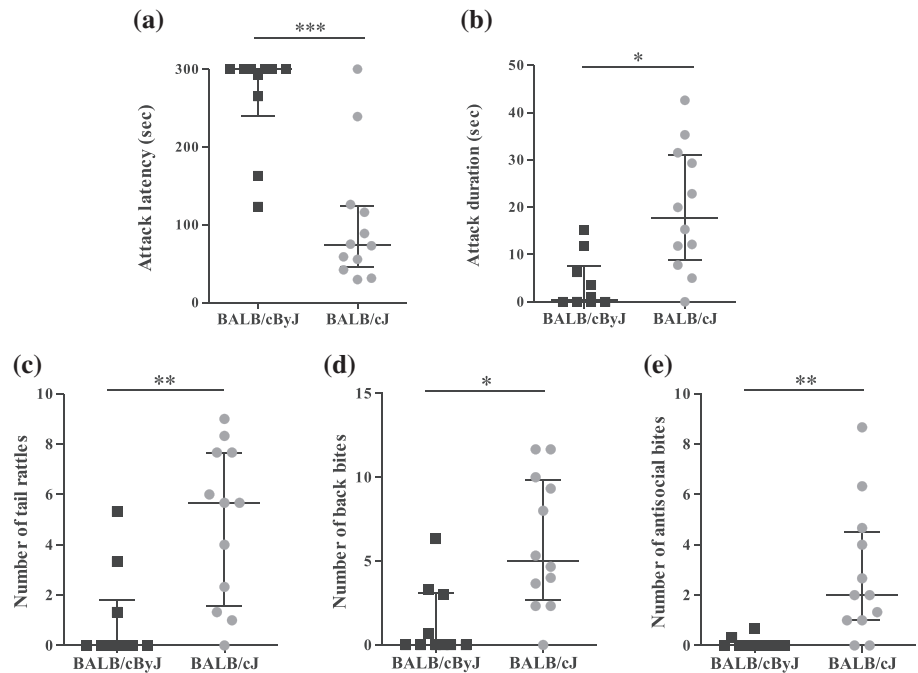 (a)
***
300
200
100
0
Attack latency (sec)
BALB/cByJ BALB/cJ
(b)
*
50
40
30
20
10
0
Attack duration (sec)
BALB/cByJ BALB/cJ
(c)
**
10
8
6
4
2
0
Number of tail rattles
BALB/cByJ BALB/cJ
(d)
*
15
10
5
0
Number of back bites
BALB/cByJ BALB/cJ
(e)
**
10
8
6
4
2
0
Number of antisocial bites
BALB/cByJ BALB/cJ